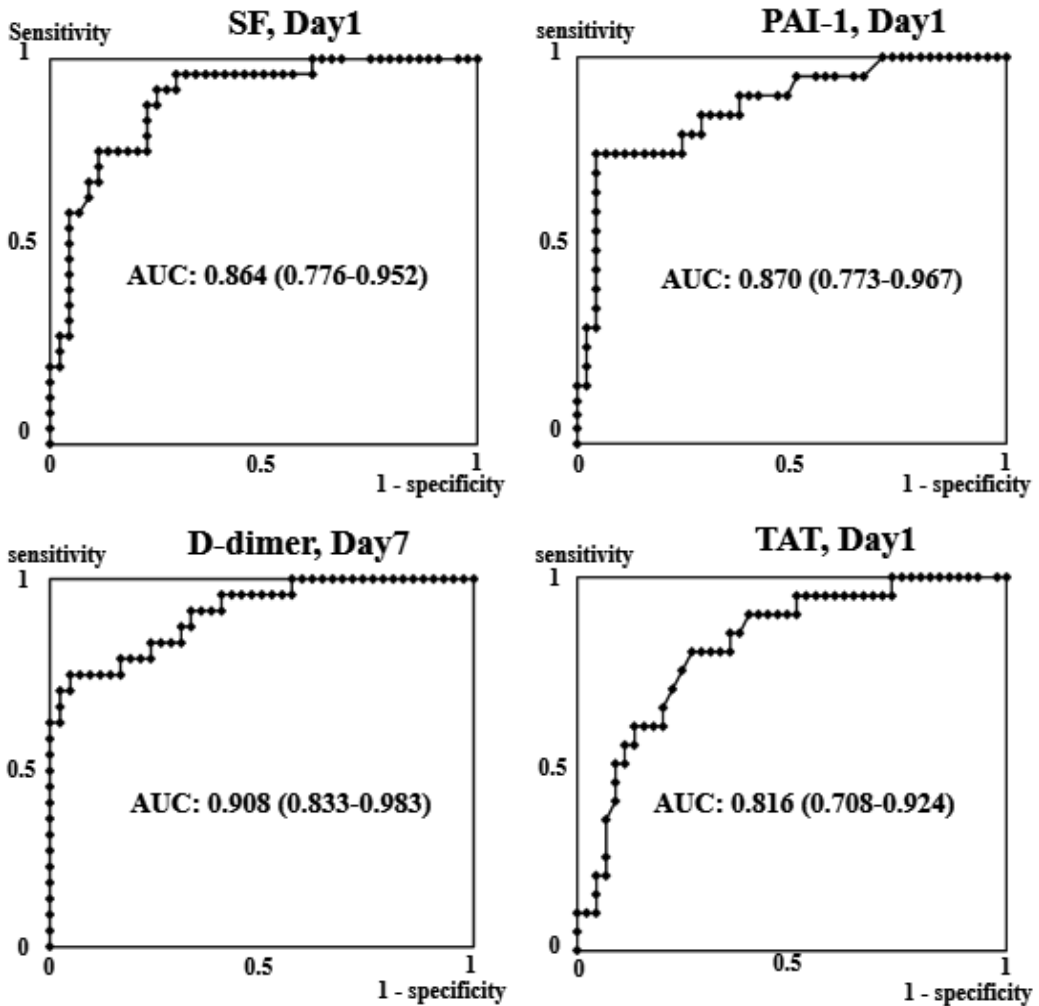 SF, Day1
Sensitivity
1
0.5
AUC: 0.864 (0.776-0.952)
0
0
0.5
1
1 - specificity
PAI-1, Day1
sensitivity
1
0.5
AUC: 0.870 (0.773-0.967)
0
0
0.5
1
1 - specificity
D-dimer, Day7
sensitivity
1
0.5
AUC: 0.908 (0.833-0.983)
0
0
0.5
1
1 - specificity
TAT, Day1
sensitivity
1
0.5
AUC: 0.816 (0.708-0.924)
0
0
0.5
1
1 - specificity